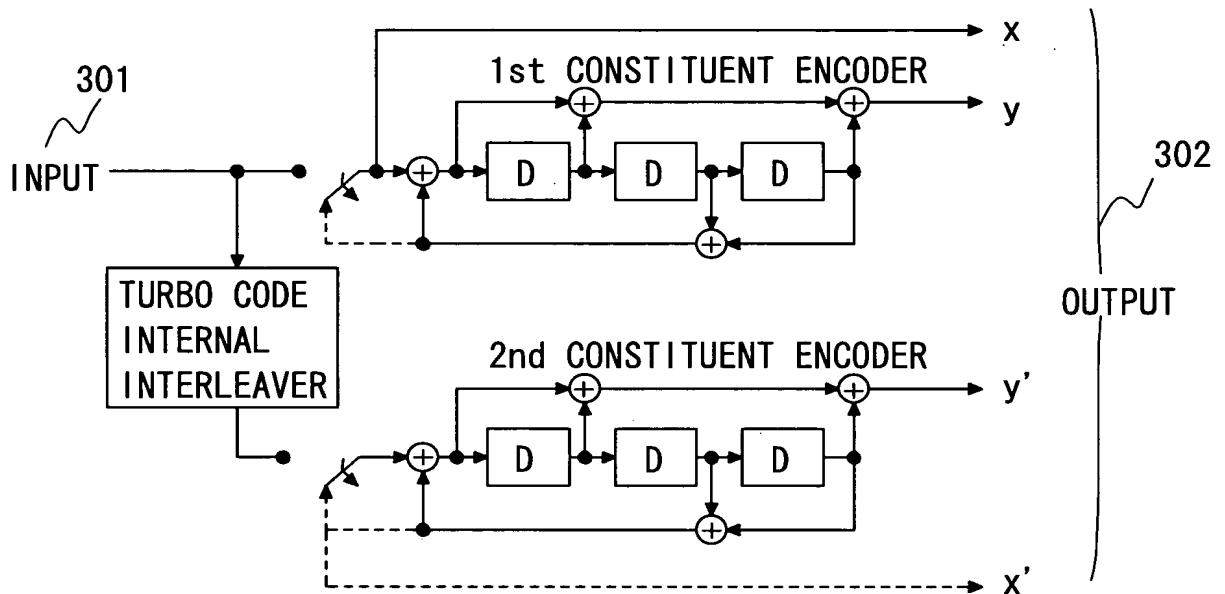 x
1st CONSTITUENT ENCODER
301
y
INPUT
D D D
302
TURBO CODE
INTERNAL
INTERLEAVER
OUTPUT
2nd CONSTITUENT ENCODER
y'
D D D
x'